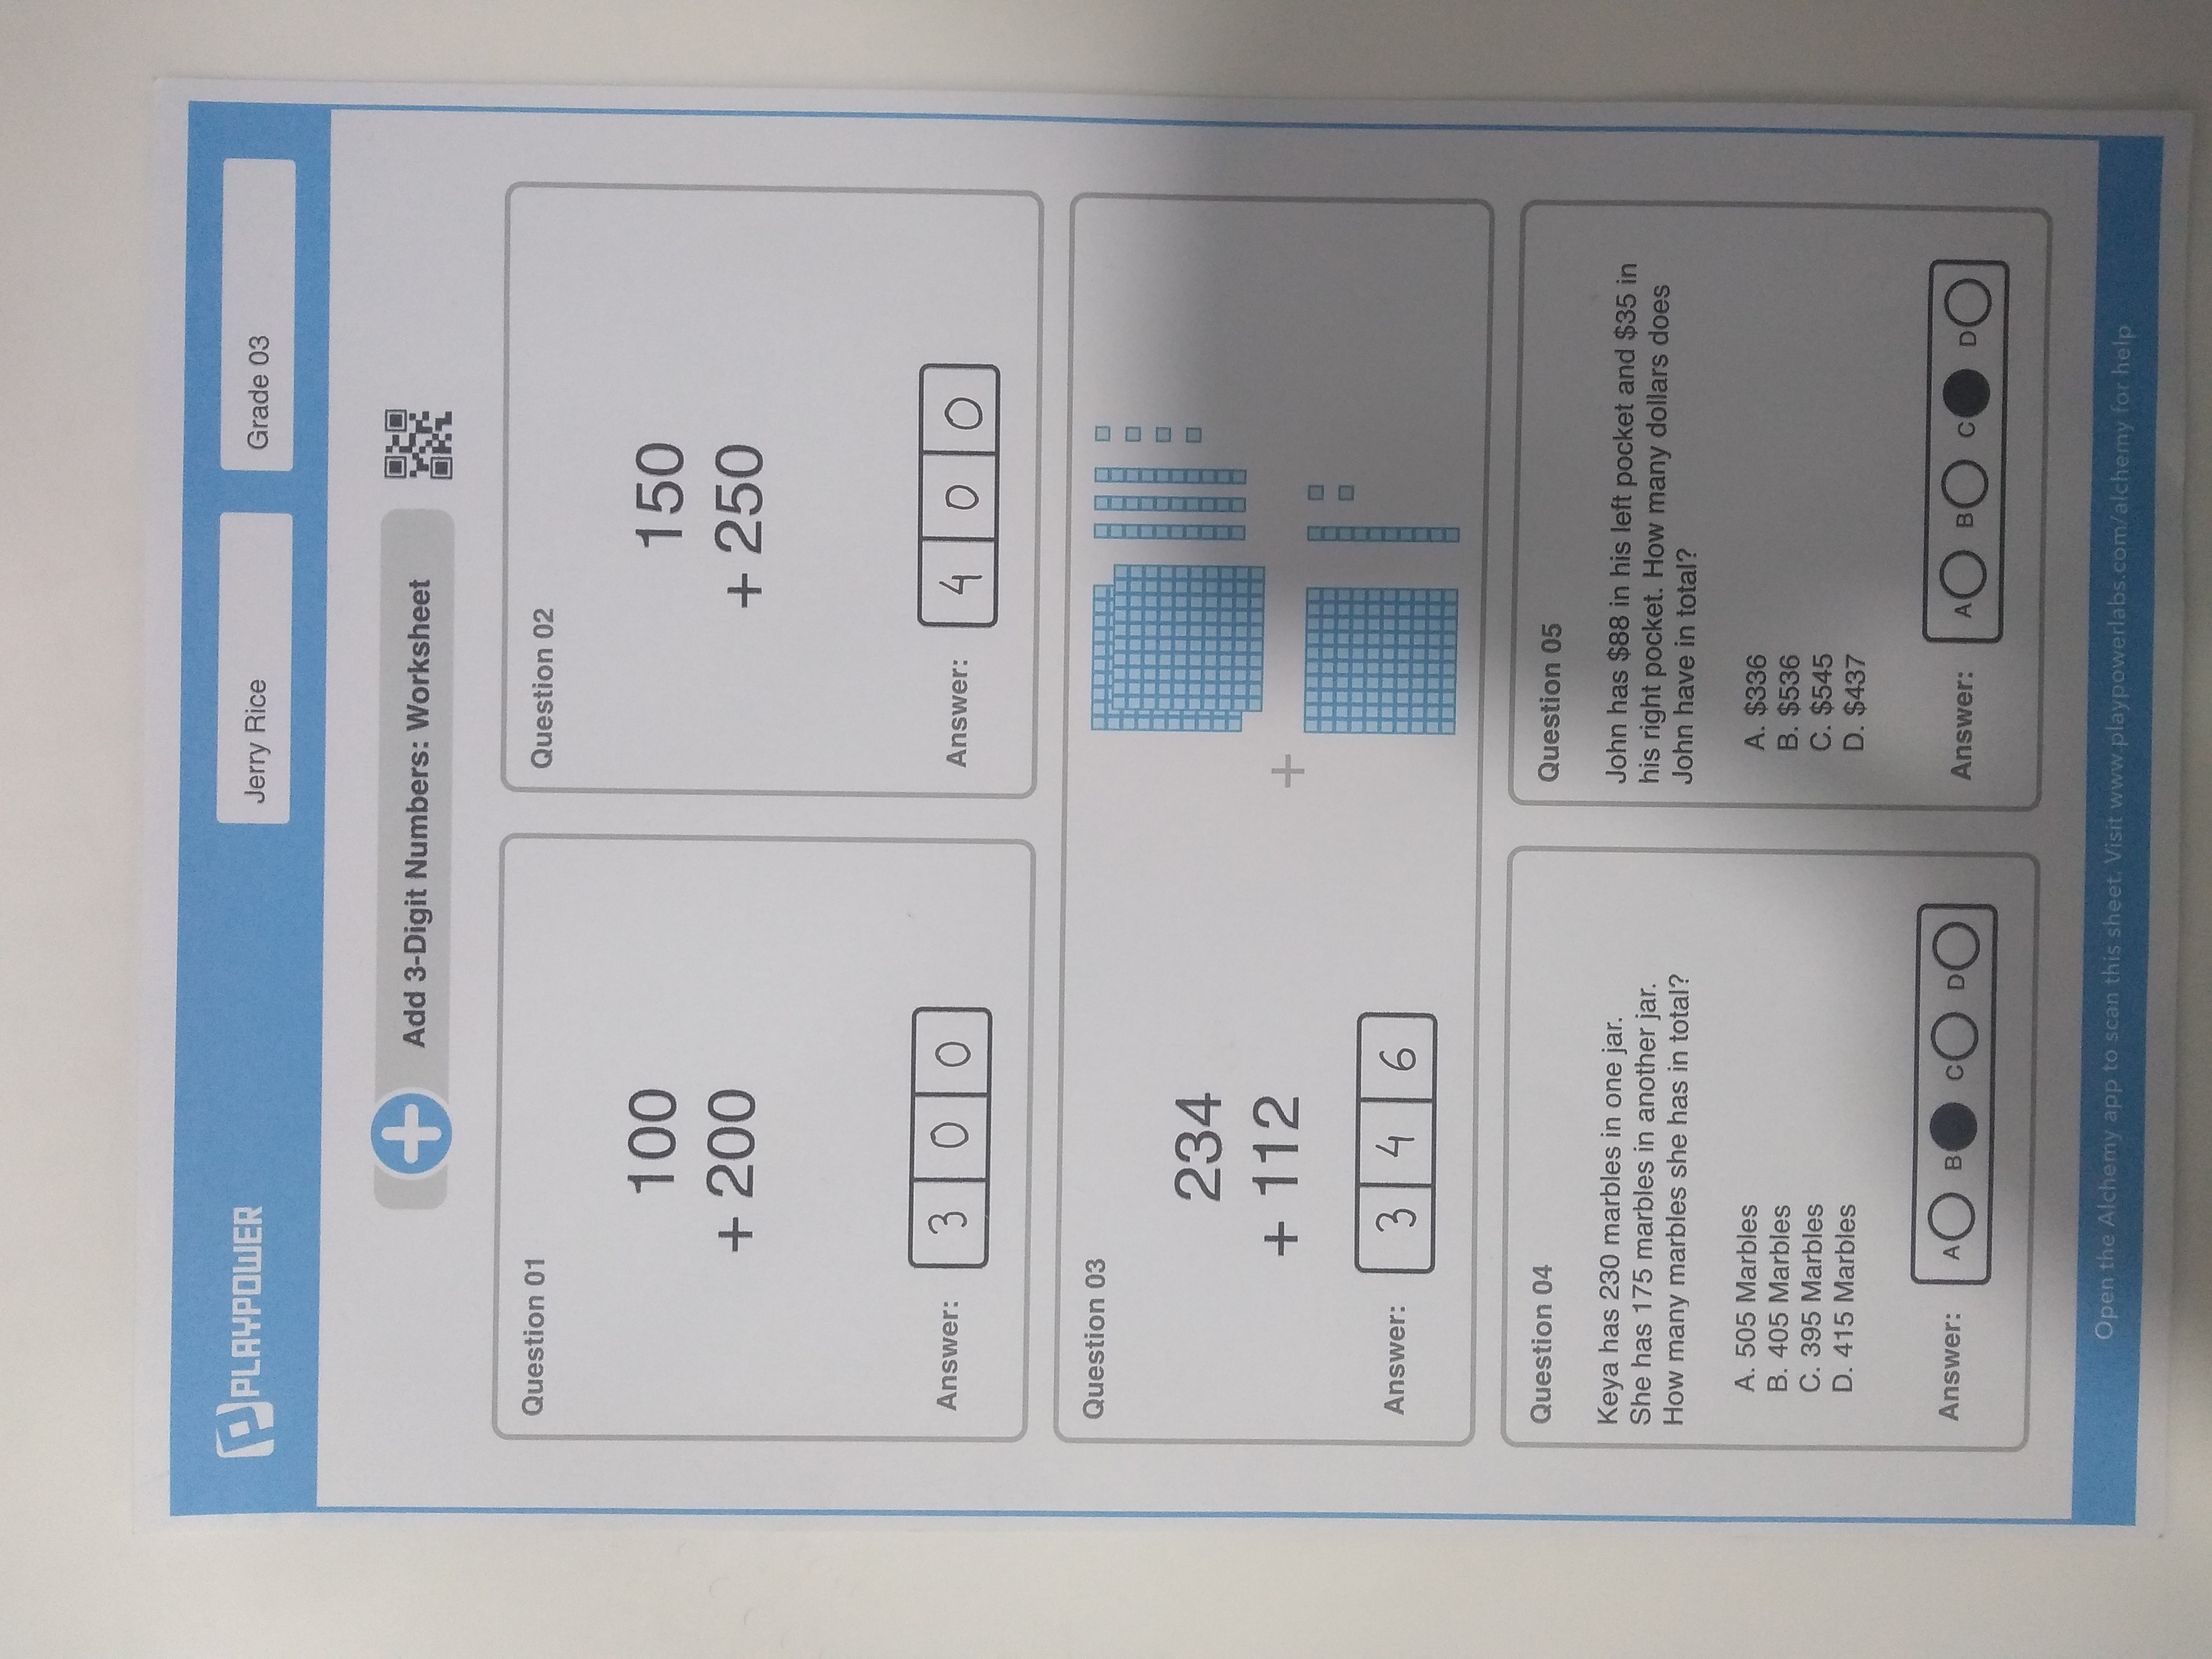 PLAYPOWER
Jerry Rice
Grade 03
Add 3-Digit Numbers: Worksheet
Question 01
100
+ 200
Answer: 3 0 0
Question 02
150
+ 250
Answer: 4 0 0
Question 03
234
+ 112
+
Answer: 3 4 6
Question 04
Keya has 230 marbles in one jar.
She has 175 marbles in another jar.
How many marbles she has in total?
A. 505 Marbles
B. 405 Marbles
C. 395 Marbles
D. 415 Marbles
Answer: A B C D
Question 05
John has $88 in his left pocket and $35 in
his right pocket. How many dollars does
John have in total?
A. $336
B. $536
C. $545
D. $437
Answer: A B C D
Open the Alchemy app to scan this sheet. Visit www.playpowerlabs.com/alchemy for help